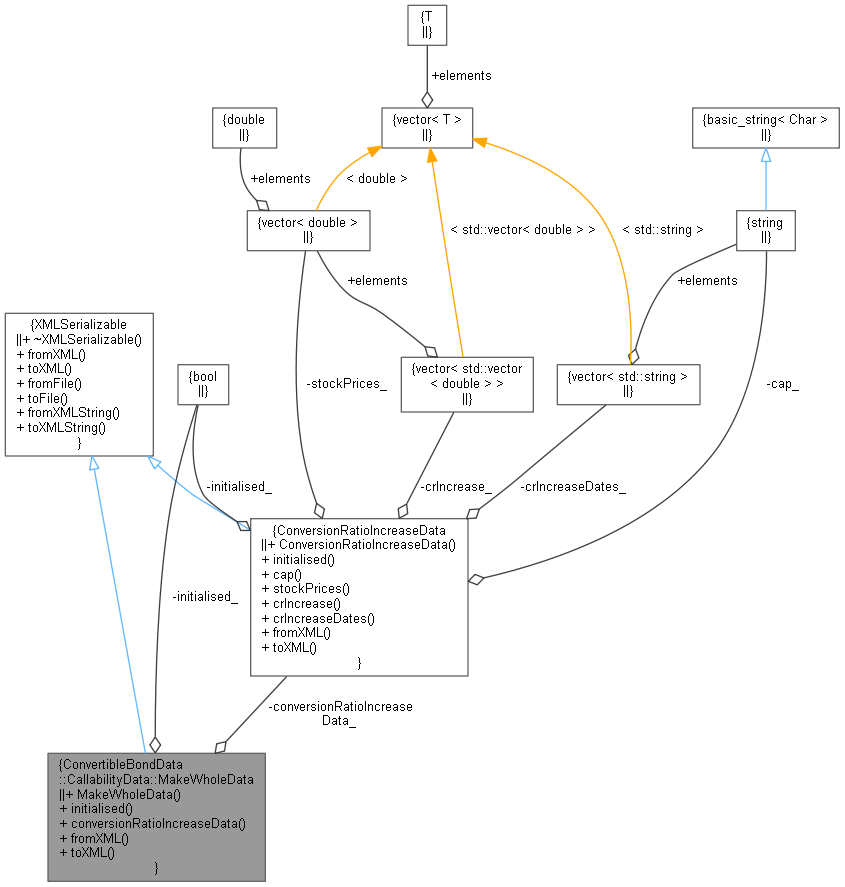 {T
||}
+elements
{double
||}
{vector< T >
||}
{basic_string< Char >
||}
+elements
< double >
{vector< double >
||}
< std::vector< double > >
< std::string >
{string
||}
+elements
+elements
{XMLSerializable
||+ ~XMLSerializable()
+ fromXML()
+ toXML()
+ fromFile()
+ toFile()
+ fromXMLString()
+ toXMLString()
}
{bool
||}
-stockPrices_
{vector< std::vector
< double > >
||}
{vector< std::string >
||}
-cap_
-initialised_
-crIncrease_
-crIncreaseDates_
{ConversionRatioIncreaseData
||+ ConversionRatioIncreaseData()
+ initialised()
+ cap()
+ stockPrices()
+ crIncrease()
+ crIncreaseDates()
+ fromXML()
+ toXML()
}
-initialised_
-conversionRatioIncrease
Data_
{ConvertibleBondData
::CallabilityData::MakeWholeData
||+ MakeWholeData()
+ initialised()
+ conversionRatioIncreaseData()
+ fromXML()
+ toXML()
}